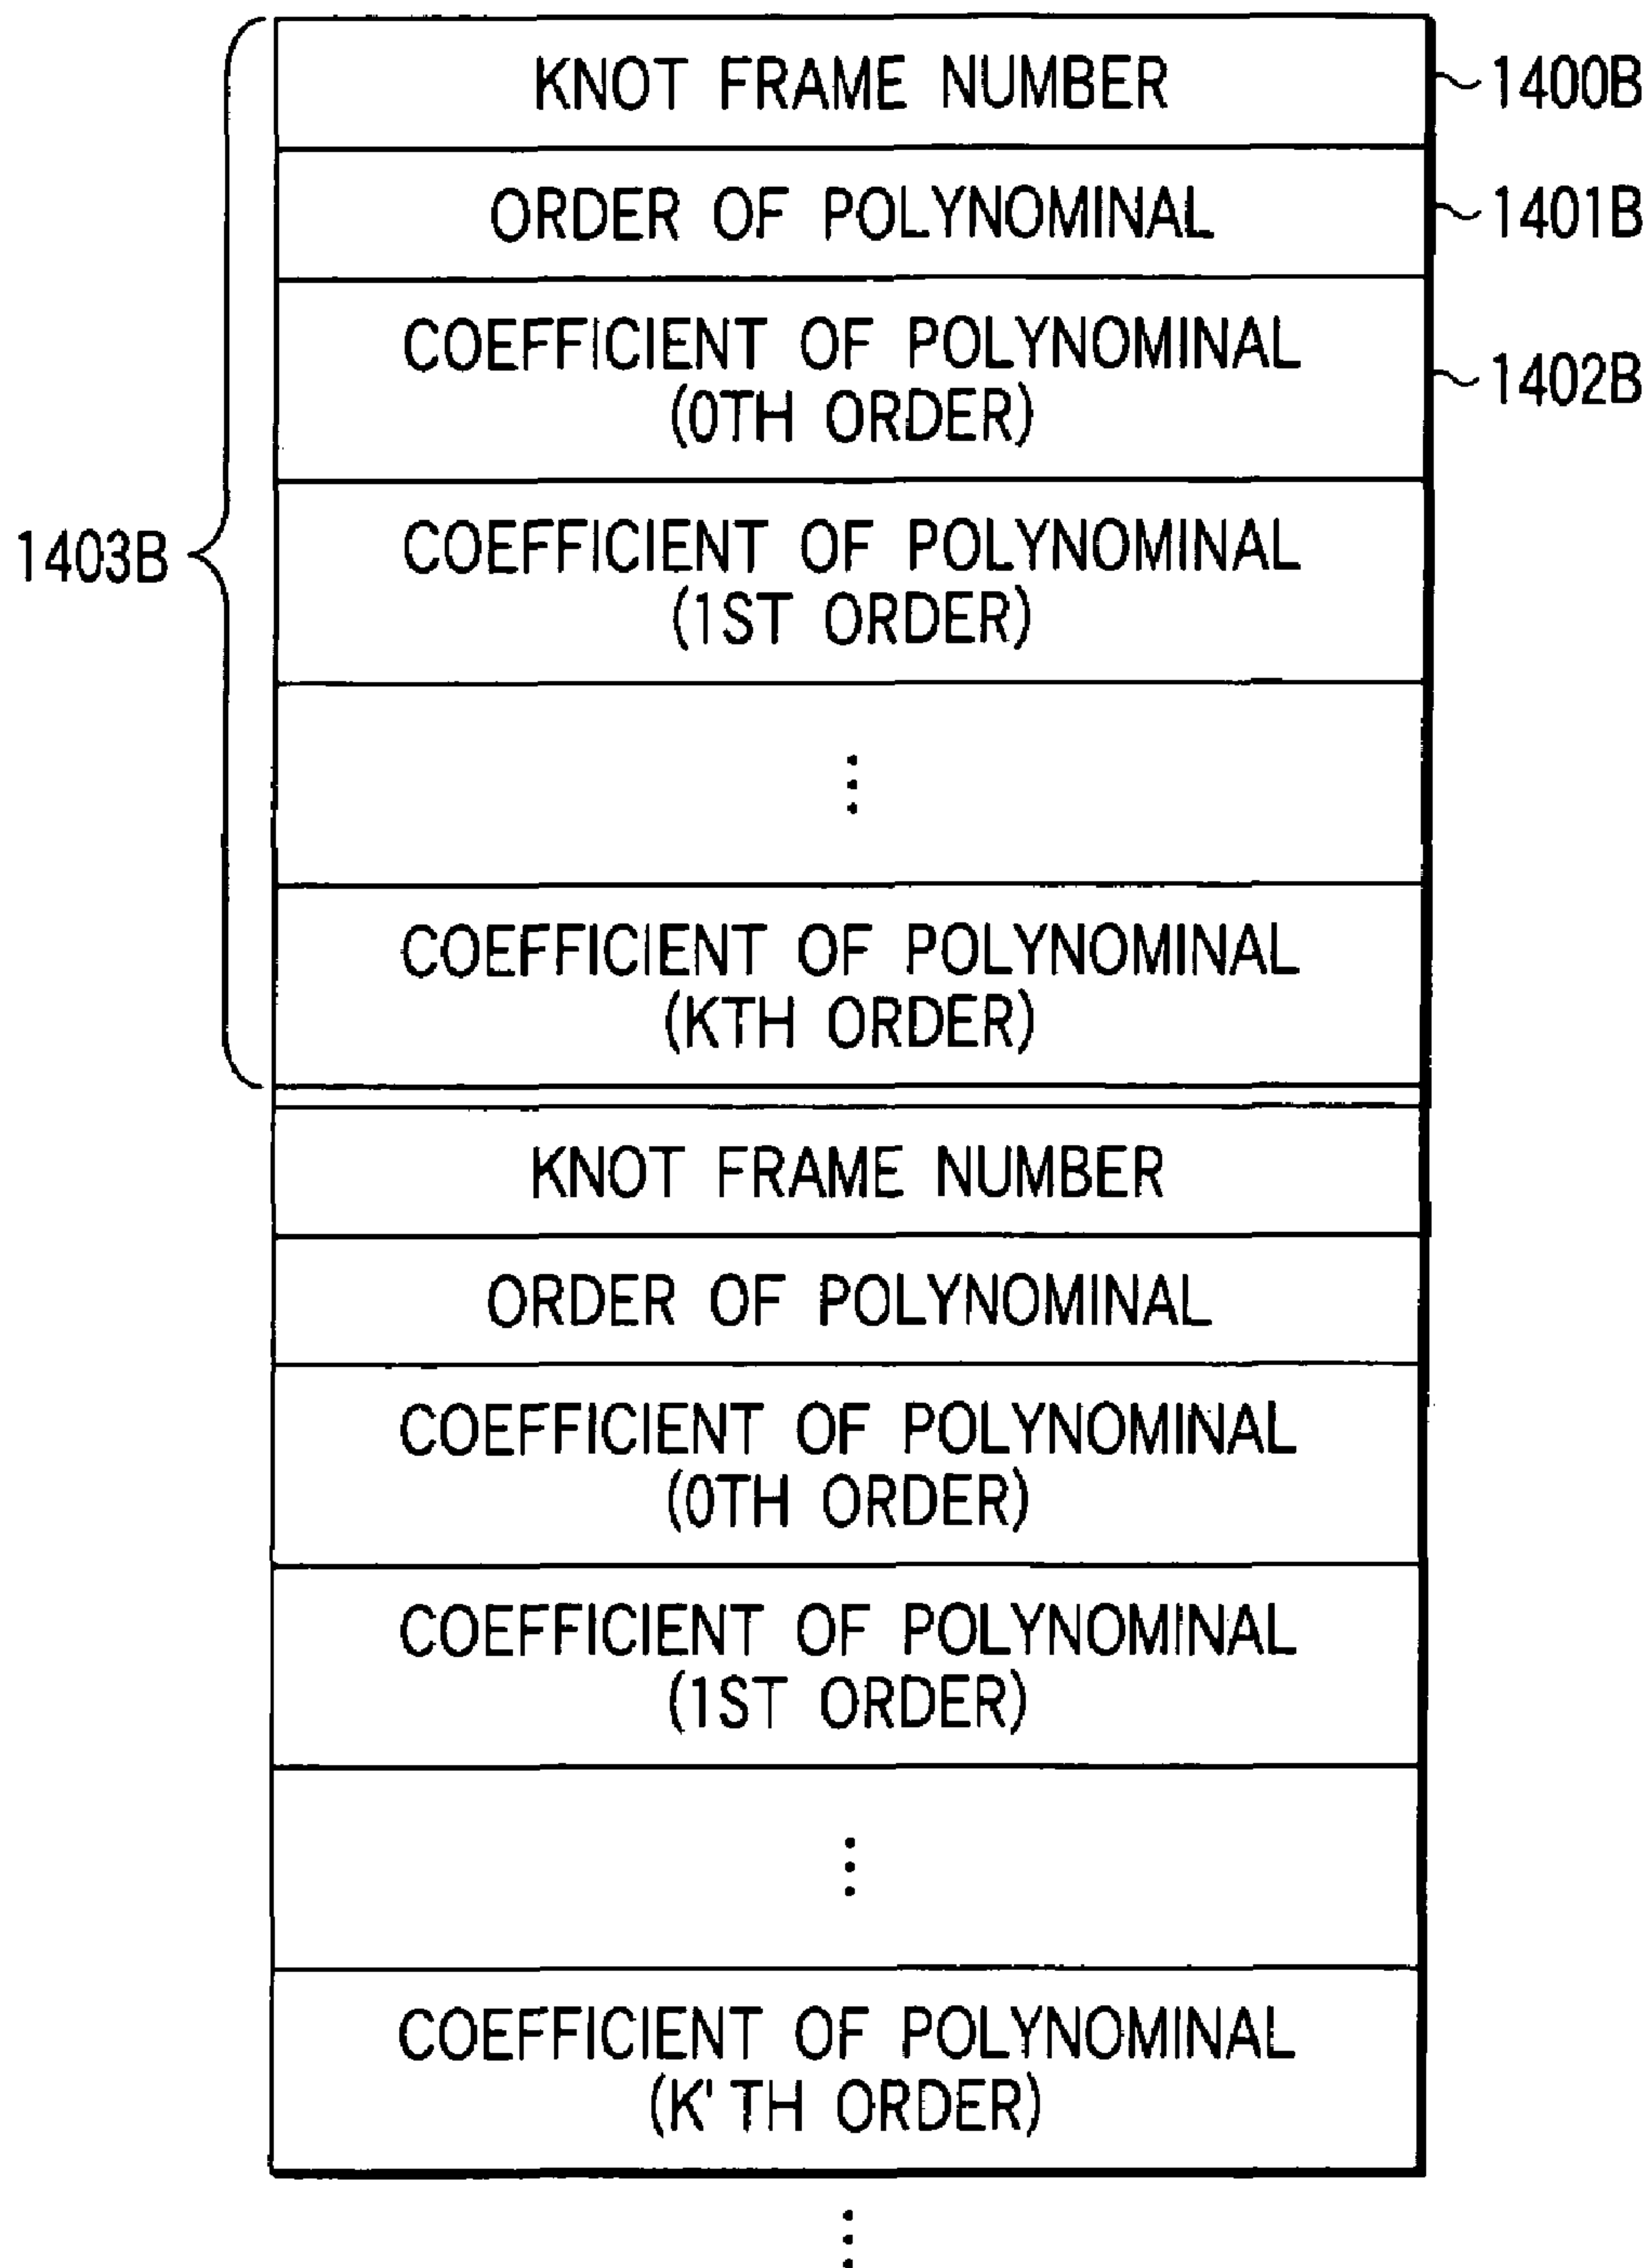 KNOT FRAME NUMBER
1400B
ORDER OF POLYNOMINAL
1401B
COEFFICIENT OF POLYNOMINAL
(0TH ORDER)
1402B
COEFFICIENT OF POLYNOMINAL
(1ST ORDER)
1403B
⋮
COEFFICIENT OF POLYNOMINAL
(KTH ORDER)
KNOT FRAME NUMBER
ORDER OF POLYNOMINAL
COEFFICIENT OF POLYNOMINAL
(0TH ORDER)
COEFFICIENT OF POLYNOMINAL
(1ST ORDER)
⋮
COEFFICIENT OF POLYNOMINAL
(K'TH ORDER)
⋮